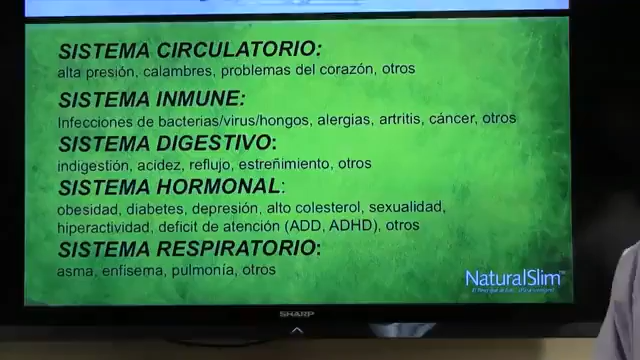 SISTEMA CIRCULATORIO:
alta presión, calambres, problemas del corazón, otros
SISTEMA INMUNE:
Infecciones de bacterias/virus/hongos, alergias, artritis, cáncer, otros
SISTEMA DIGESTIVO:
indigestión, acidez, reflujo, estreñimiento, otros
SISTEMA HORMONAL:
obesidad, diabetes, depresión, alto colesterol, sexualidad,
hiperactividad, deficit de atención (ADD, ADHD), otros
SISTEMA RESPIRATORIO:
asma, enfisema, pulmonía, otros
NaturalSlim
SHARP